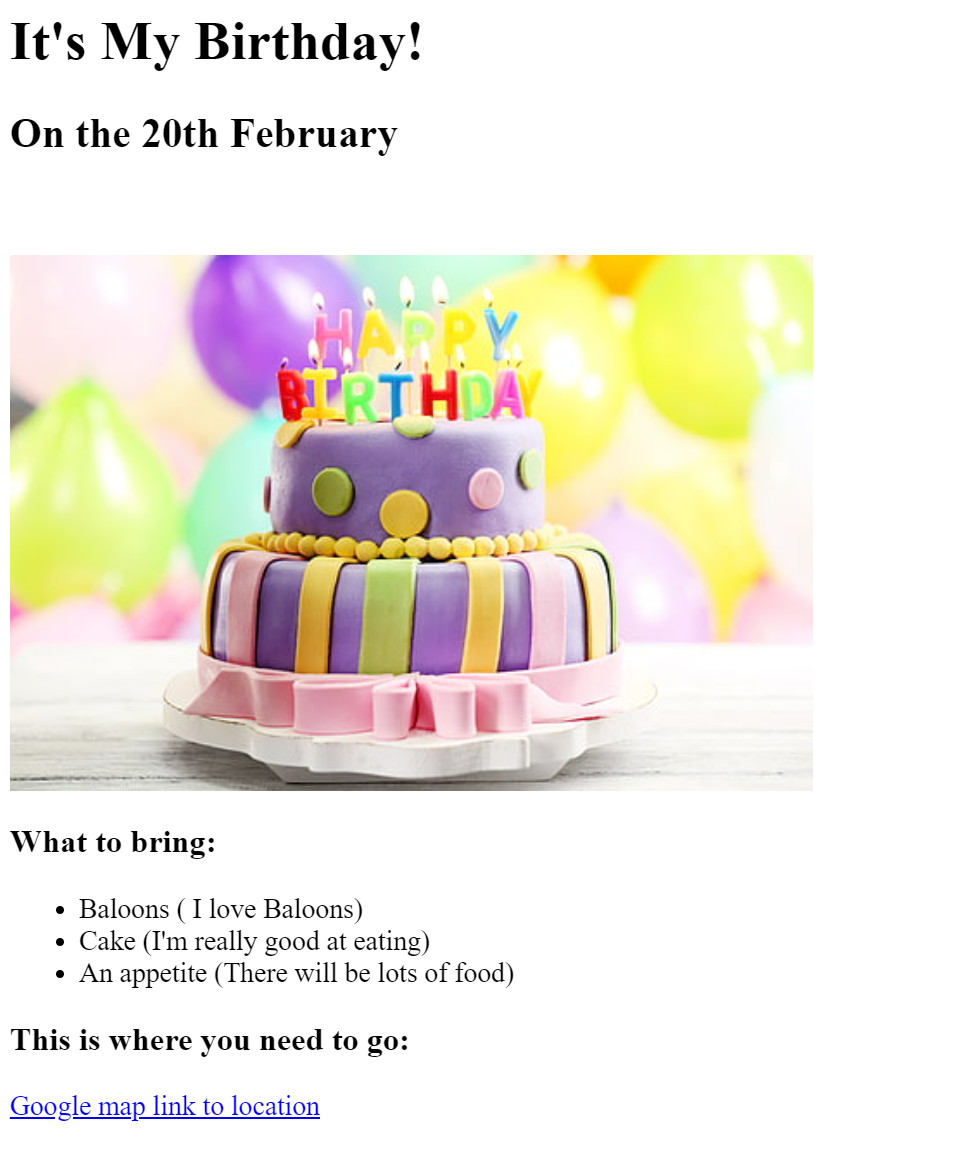 It's My Birthday!
On the 20th February
HAPPY
BIRTHDAY
What to bring:
Baloons ( I love Baloons)
Cake (I'm really good at eating)
An appetite (There will be lots of food)
This is where you need to go:
Google map link to location